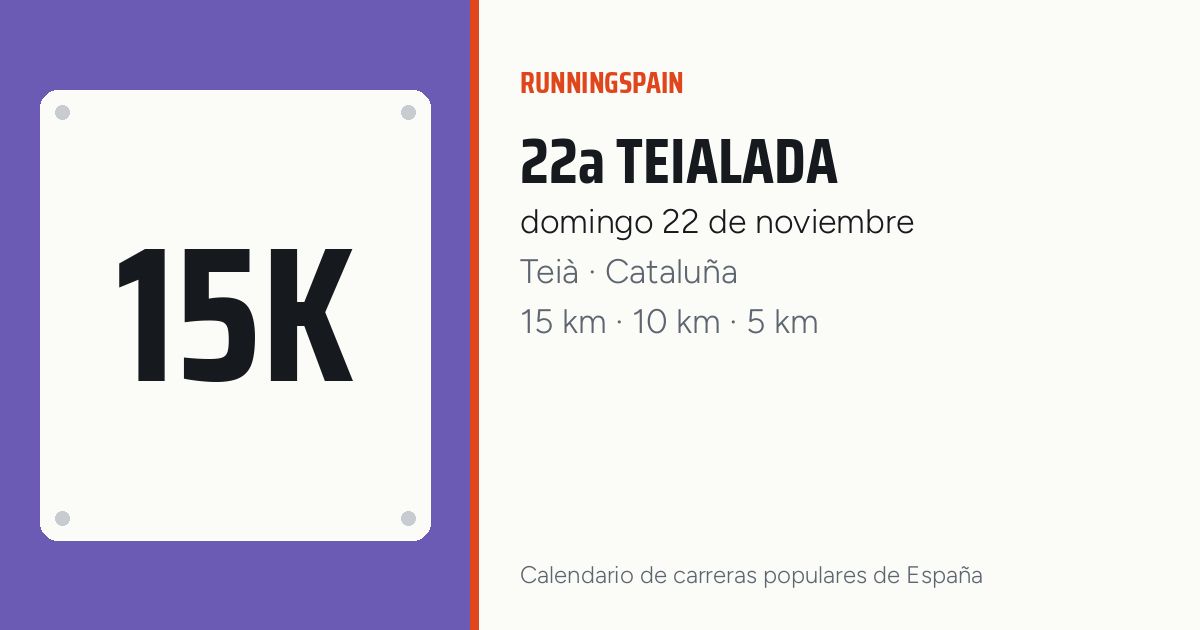 15K
RUNNINGSPAIN
22a TEIALADA
domingo 22 de noviembre
Teià · Cataluña
15 km · 10 km · 5 km
Calendario de carreras populares de España